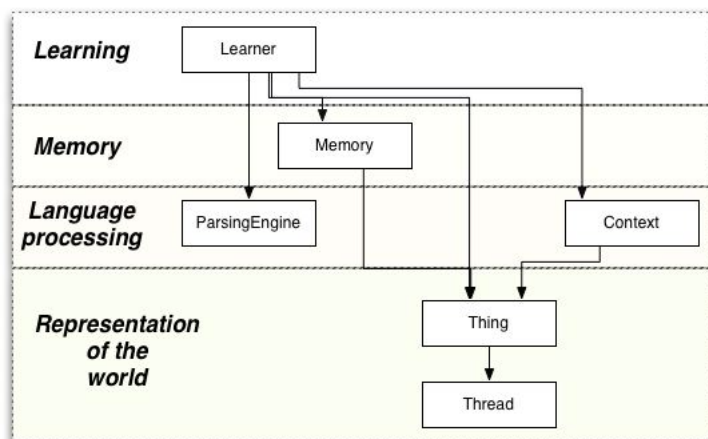 Learning
Learner
Memory
Memory
Language
processing
ParsingEngine
Context
Representation
of the
world
Thing
Thread